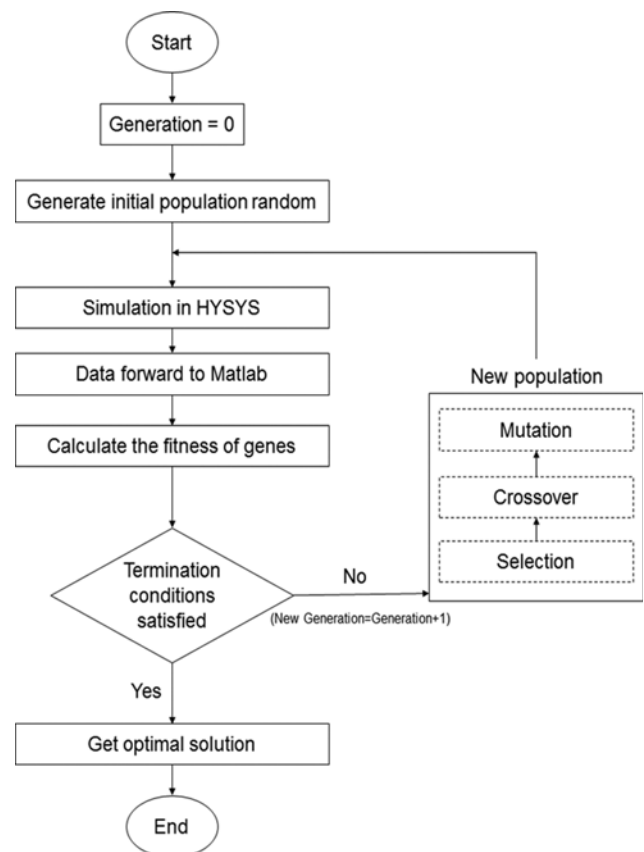 Start
Generation = 0
Generate initial population random
Simulation in HYSYS
Data forward to Matlab
Calculate the fitness of genes
Termination
conditions
satisfied
No
(New Generation=Generation+1)
New population
Mutation
Crossover
Selection
Yes
Get optimal solution
End